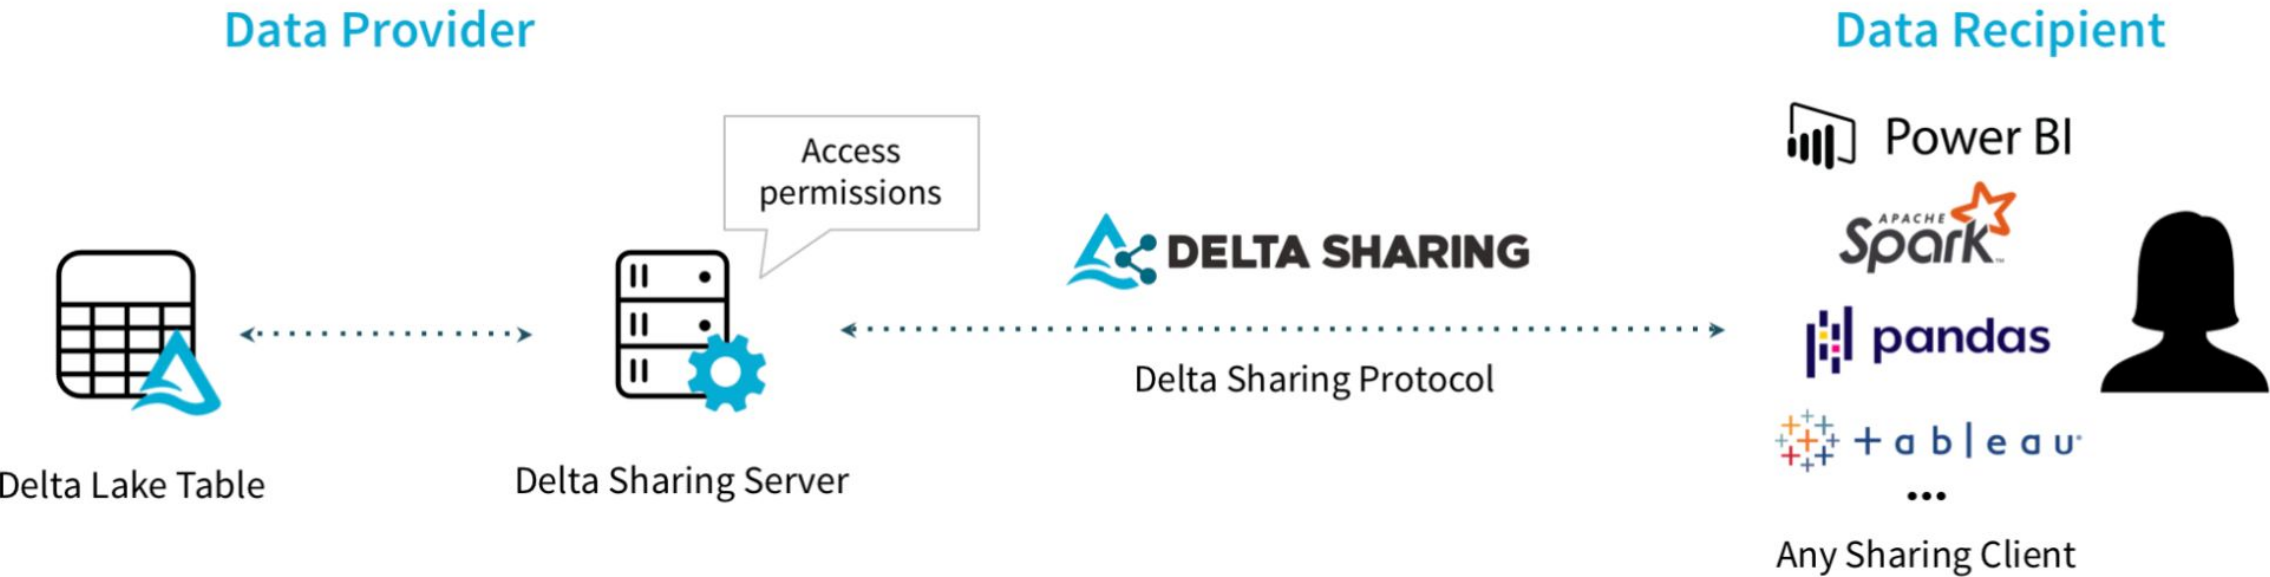 Data Provider
Data Recipient
Access
permissions
Power BI
APACHE
Spark™
DELTA SHARING
pandas
Delta Sharing Protocol
+ a b | e a u
Delta Lake Table
Delta Sharing Server
...
Any Sharing Client